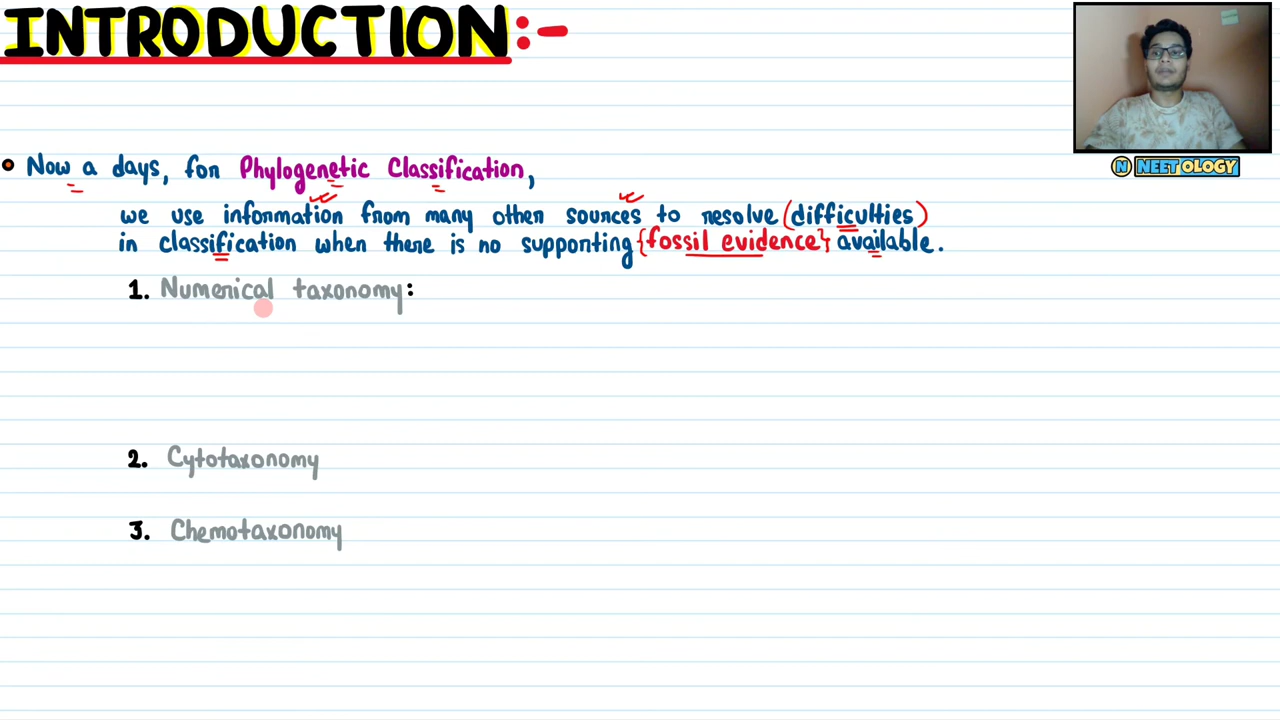 INTRODUCTION:-
N NEETOLOGY
• Now a days, for Phylogenetic Classification,
we use information from many other sources to resolve (difficulties)
in classification when there is no supporting {fossil evidence} available.
1. Numerical taxonomy:
2. Cytotaxonomy
3. Chemotaxonomy